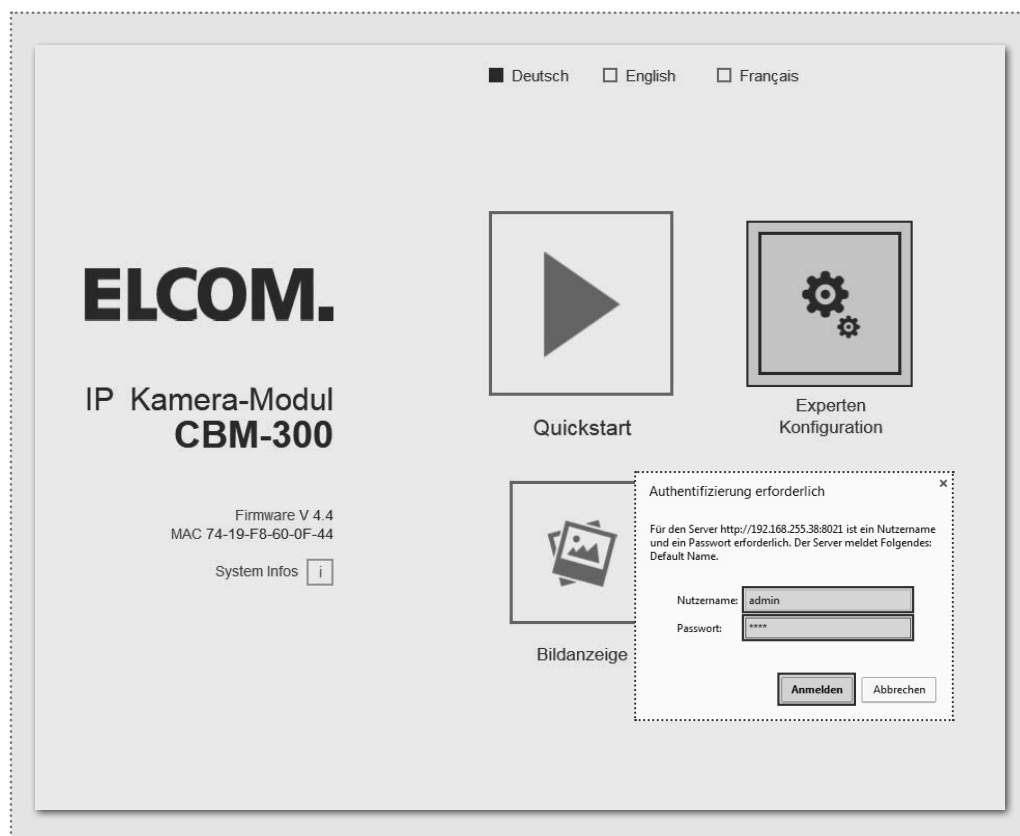 Deutsch English Français
ELCOM.
IP Kamera-Modul
CBM-300
Firmware V 4.4
MAC 74-19-F8-60-0F-44
System Infos i
Quickstart
Experten
Konfiguration
Bildanzeige
Authentifizierung erforderlich ×
Für den Server http://192.168.255.38:8021 ist ein Nutzername
und ein Passwort erforderlich. Der Server meldet Folgendes:
Default Name.
Nutzername: admin
Passwort: ****
Anmelden Abbrechen